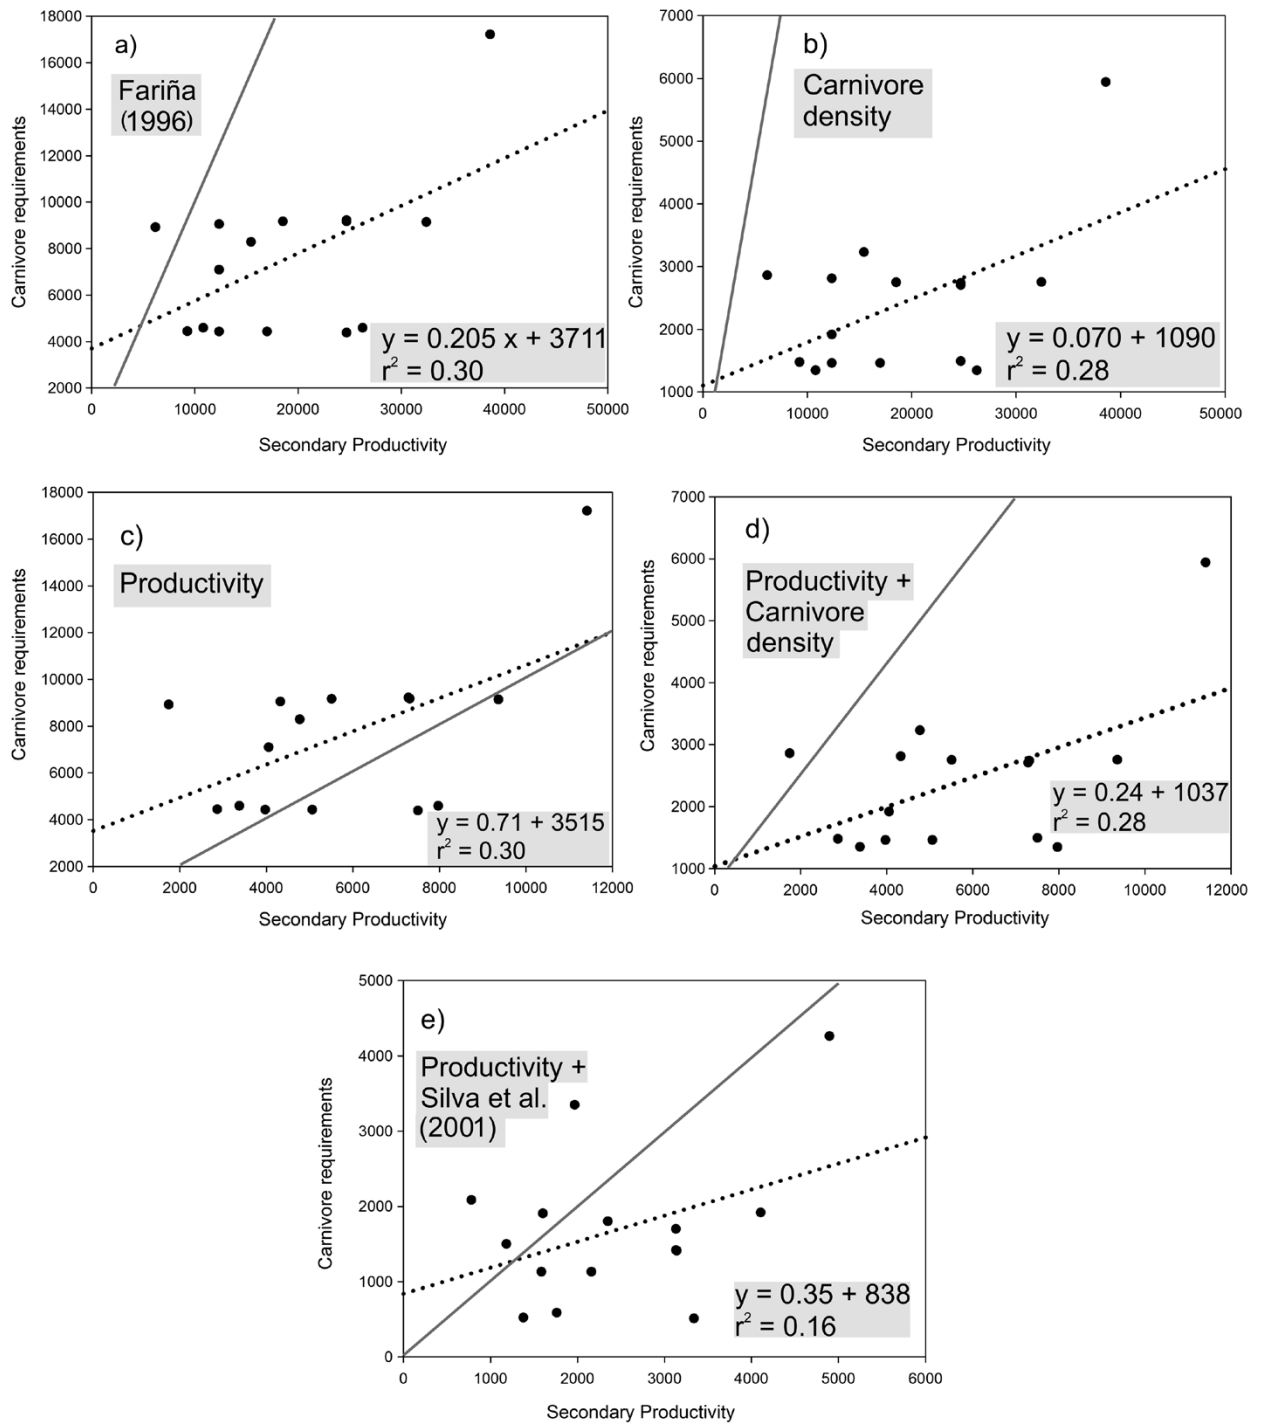 a)
Fariña
(1996)
18000
16000
14000
12000
10000
8000
6000
4000
2000
Carnivore requirements
y = 0.205 x + 3711
r² = 0.30
0 10000 20000 30000 40000 50000
Secondary Productivity
b)
Carnivore
density
7000
6000
5000
4000
3000
2000
1000
Carnivore requirements
y = 0.070 + 1090
r² = 0.28
0 10000 20000 30000 40000 50000
Secondary Productivity
c)
Productivity
18000
16000
14000
12000
10000
8000
6000
4000
2000
Carnivore requirements
y = 0.71 + 3515
r² = 0.30
0 2000 4000 6000 8000 10000 12000
Secondary Productivity
d)
Productivity +
Carnivore
density
7000
6000
5000
4000
3000
2000
1000
Carnivore requirements
y = 0.24 + 1037
r² = 0.28
0 2000 4000 6000 8000 10000 12000
Secondary Productivity
e)
Productivity +
Silva et al.
(2001)
5000
4000
3000
2000
1000
0
Carnivore requirements
y = 0.35 + 838
r² = 0.16
0 1000 2000 3000 4000 5000 6000
Secondary Productivity